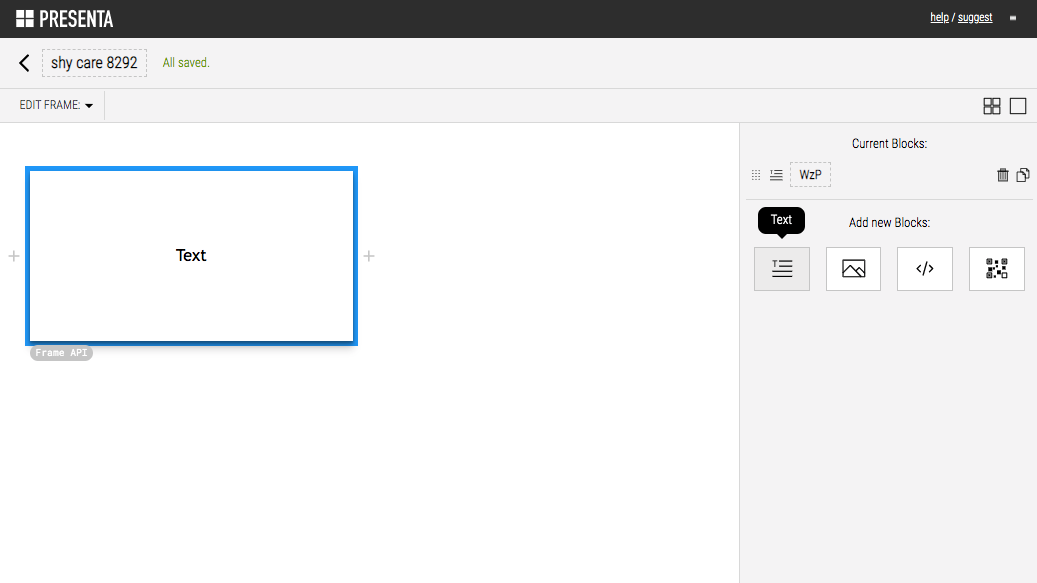 PRESENTA
help / suggest
shy care 8292
All saved.
EDIT FRAME:
Current Blocks:
WzP
Text
Add new Blocks:
Text
Frame API